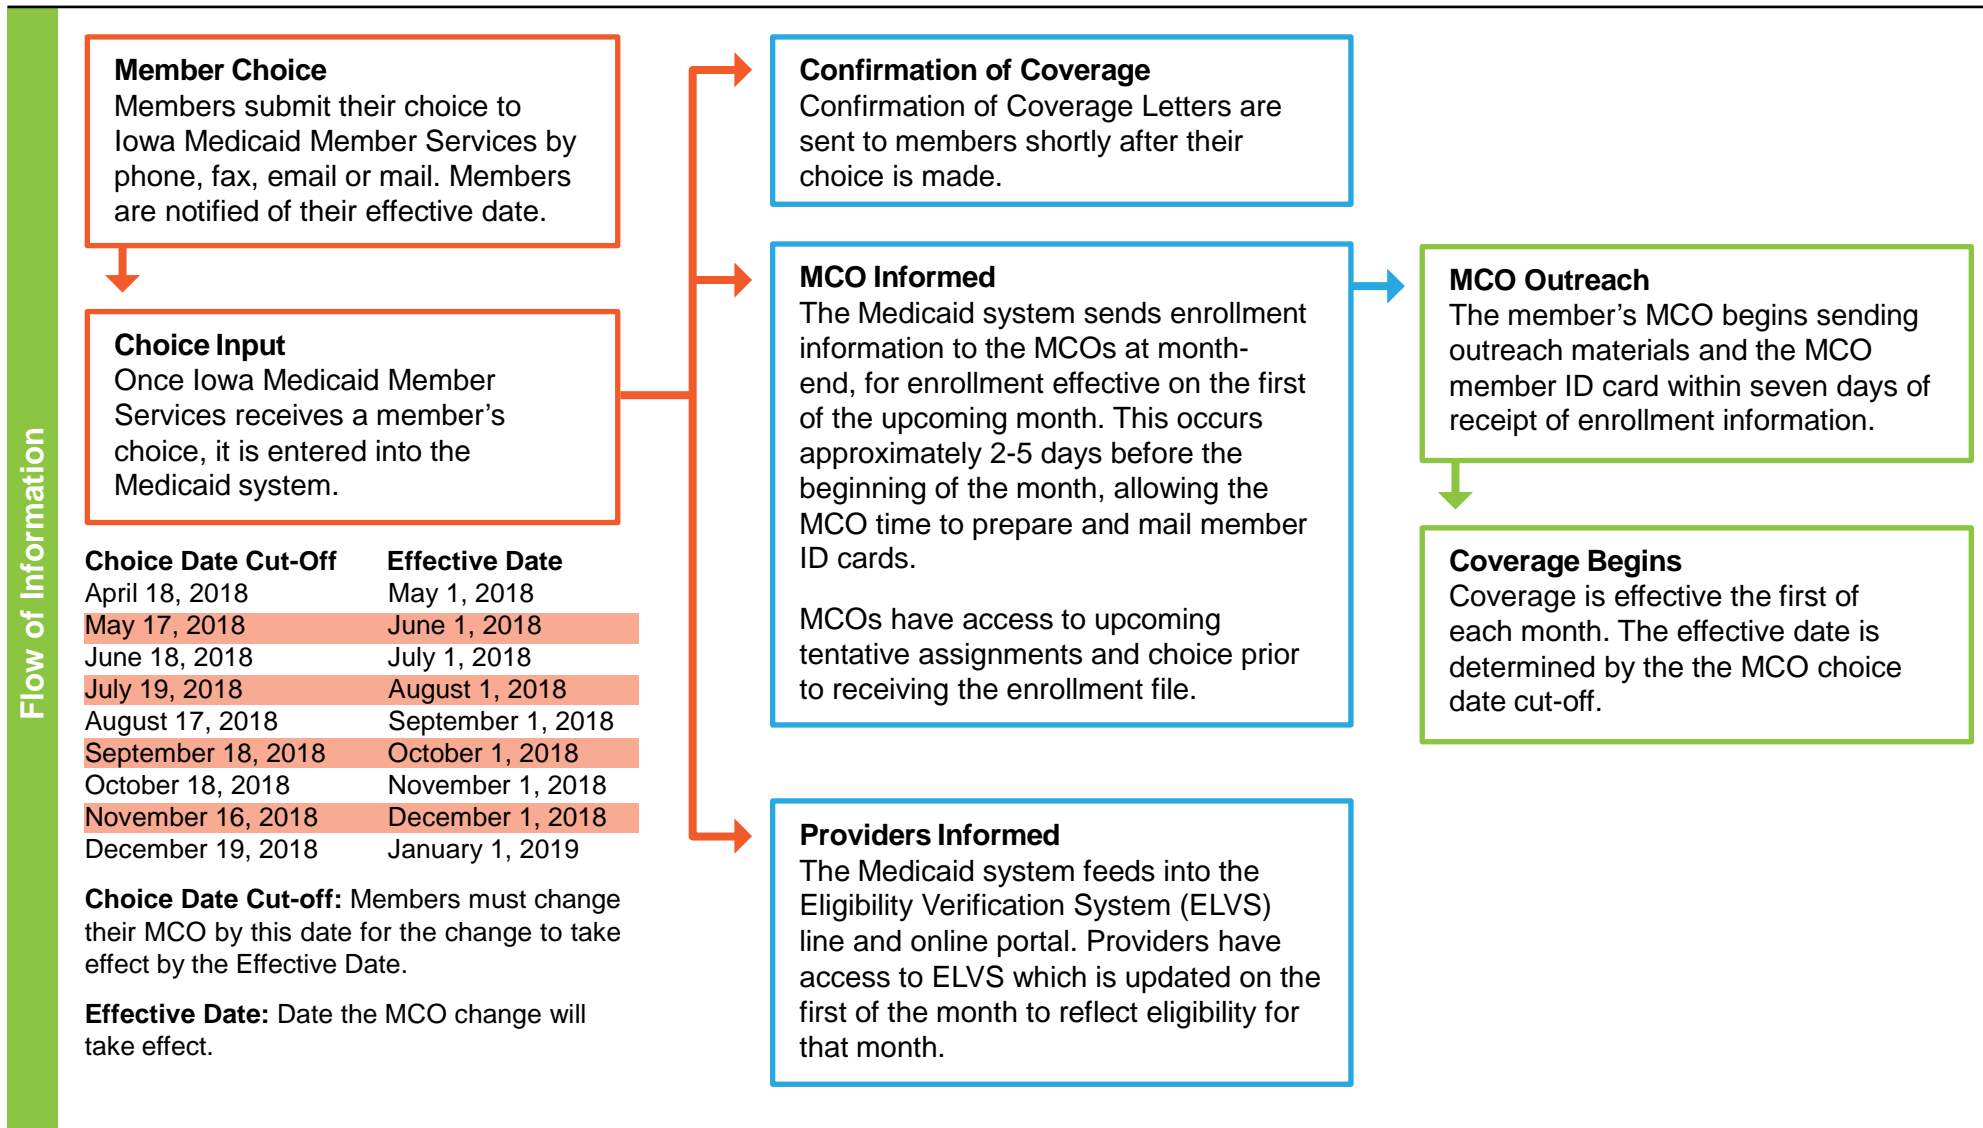 Flow of Information
Member Choice
Members submit their choice to
Iowa Medicaid Member Services by
phone, fax, email or mail. Members
are notified of their effective date.
Choice Input
Once Iowa Medicaid Member
Services receives a member’s
choice, it is entered into the
Medicaid system.
Choice Date Cut-Off Effective Date
April 18, 2018 May 1, 2018
May 17, 2018 June 1, 2018
June 18, 2018 July 1, 2018
July 19, 2018 August 1, 2018
August 17, 2018 September 1, 2018
September 18, 2018 October 1, 2018
October 18, 2018 November 1, 2018
November 16, 2018 December 1, 2018
December 19, 2018 January 1, 2019
Choice Date Cut-off: Members must change
their MCO by this date for the change to take
effect by the Effective Date.
Effective Date: Date the MCO change will
take effect.
Confirmation of Coverage
Confirmation of Coverage Letters are
sent to members shortly after their
choice is made.
MCO Informed
The Medicaid system sends enrollment
information to the MCOs at month-
end, for enrollment effective on the first
of the upcoming month. This occurs
approximately 2-5 days before the
beginning of the month, allowing the
MCO time to prepare and mail member
ID cards.
MCOs have access to upcoming
tentative assignments and choice prior
to receiving the enrollment file.
Providers Informed
The Medicaid system feeds into the
Eligibility Verification System (ELVS)
line and online portal. Providers have
access to ELVS which is updated on the
first of the month to reflect eligibility for
that month.
MCO Outreach
The member’s MCO begins sending
outreach materials and the MCO
member ID card within seven days of
receipt of enrollment information.
Coverage Begins
Coverage is effective the first of
each month. The effective date is
determined by the the MCO choice
date cut-off.